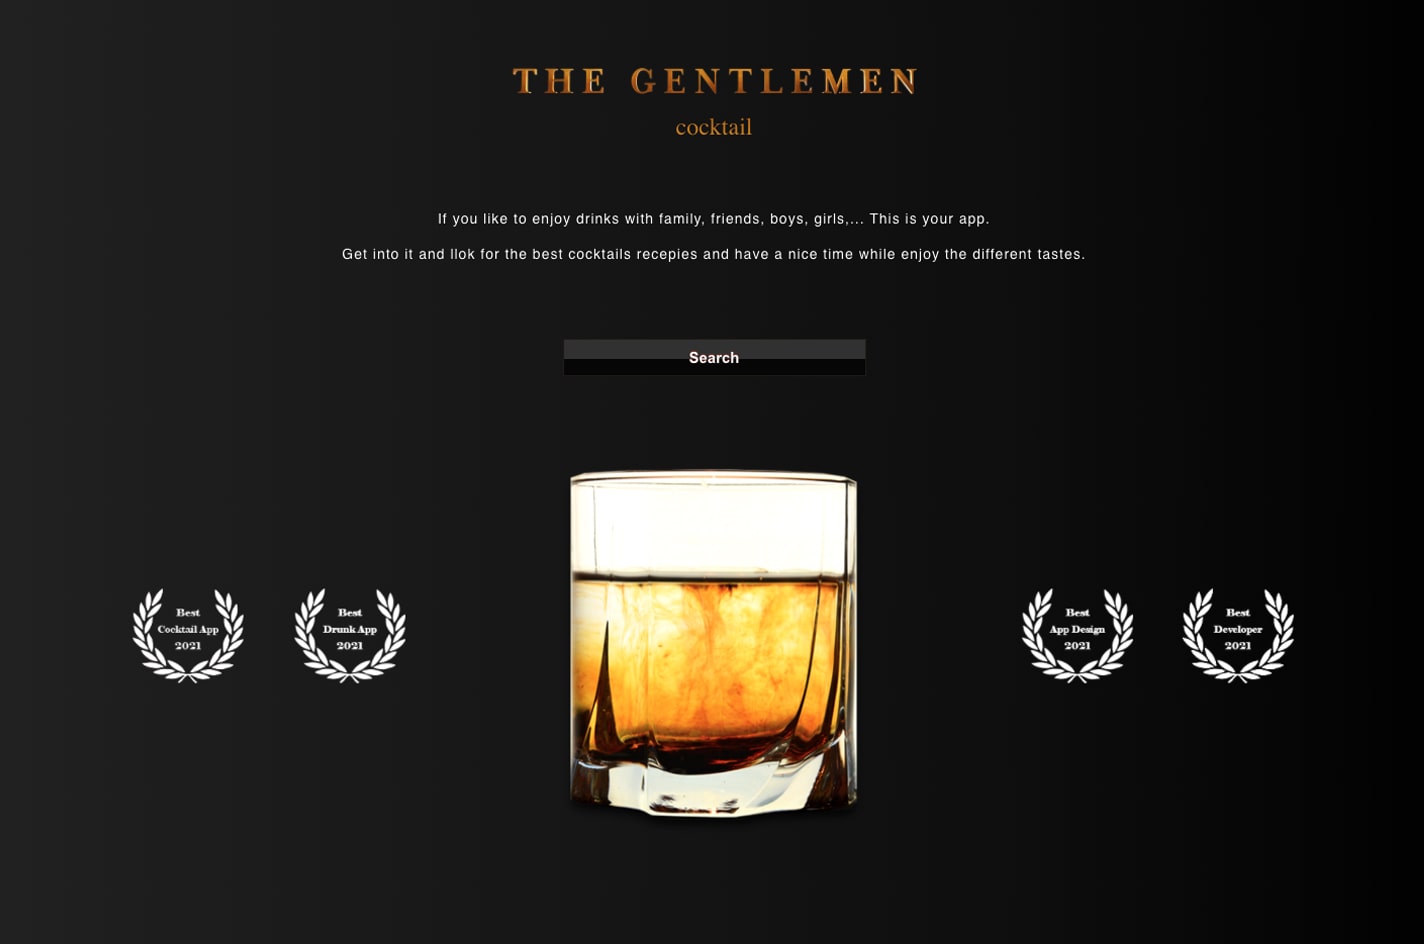 THE GENTLEMEN
cocktail
If you like to enjoy drinks with family, friends, boys, girls,... This is your app.
Get into it and llok for the best cocktails recepies and have a nice time while enjoy the different tastes.
Search
Best
Cocktail App
2021
Best
Drunk App
2021
Best
App Design
2021
Best
Developer
2021